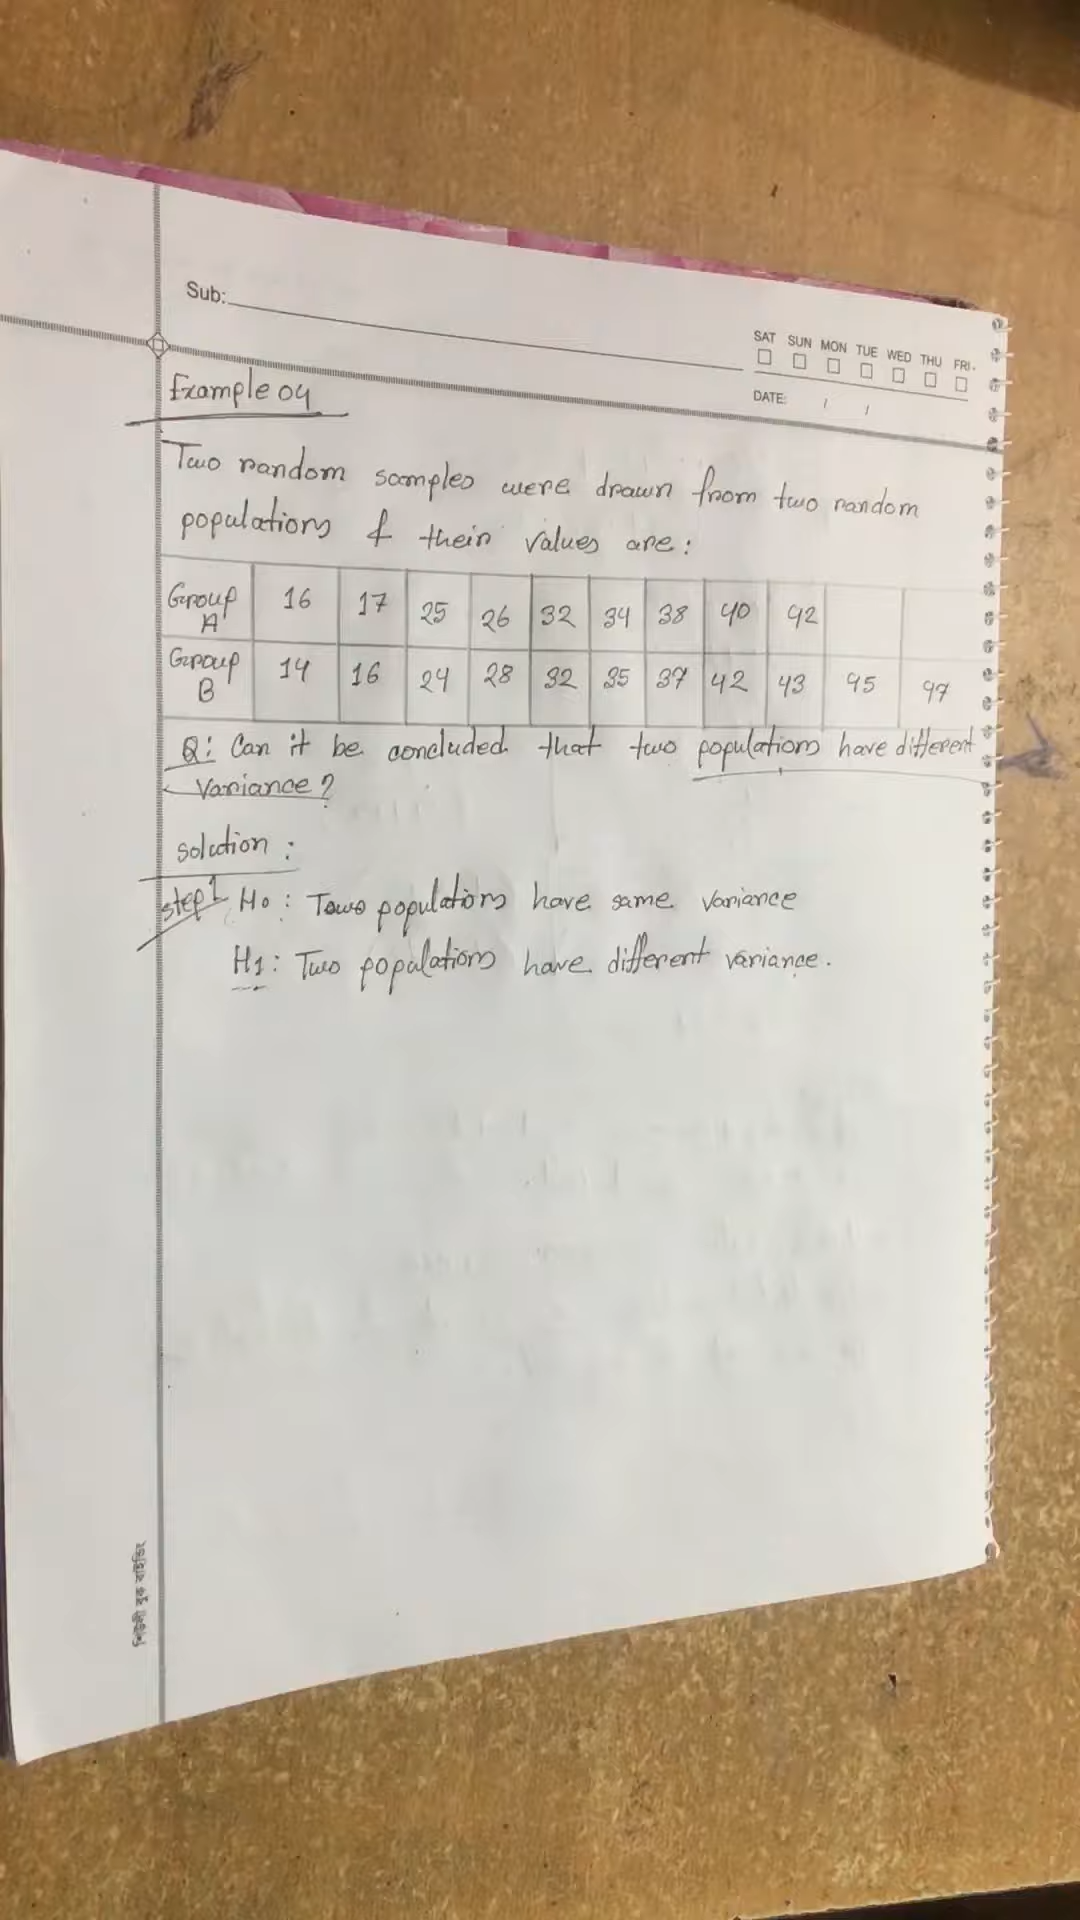 Sub:
SAT SUN MON TUE WED THU FRI
DATE: / /
Example 04
Two random samples were drawn from two random
populations & their values are:
Group A 16 17 25 26 32 34 38 40 42
Group B 14 16 24 28 32 35 37 42 43 45 47
Q: Can it be concluded that two populations have different
variance?
solution:
step 1 H0: Towo populations have same variance
H1: Two populations have different variance.
নিউলী বুক বাইন্ডিং